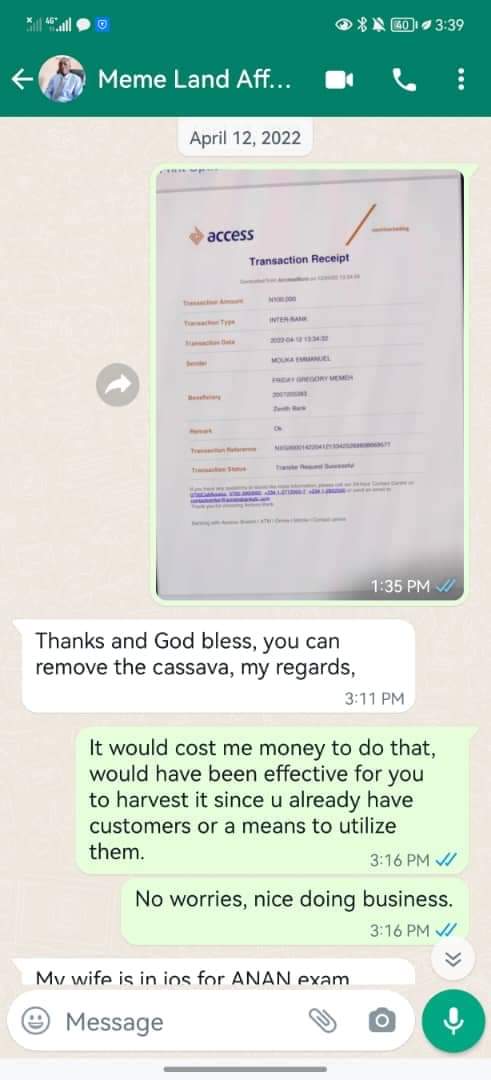 4G 40 3:39
Meme Land Aff...
April 12, 2022
access
Transaction Receipt
Transaction Amount
Transaction Type INTER-BANK
Transaction Date 2022-04-12 13:34:32
Sender MOUKA EMMANUEL
FRIDAY GREGORY MEMEH
Beneficiary
Zenith Bank
Remark Ok
Transaction Reference
Transaction Status Transfer Request Successful
1:35 PM
Thanks and God bless, you can
remove the cassava, my regards,
3:11 PM
It would cost me money to do that,
would have been effective for you
to harvest it since u already have
customers or a means to utilize
them.
3:16 PM
No worries, nice doing business.
3:16 PM
My wife is in jos for ANAN exam
Message